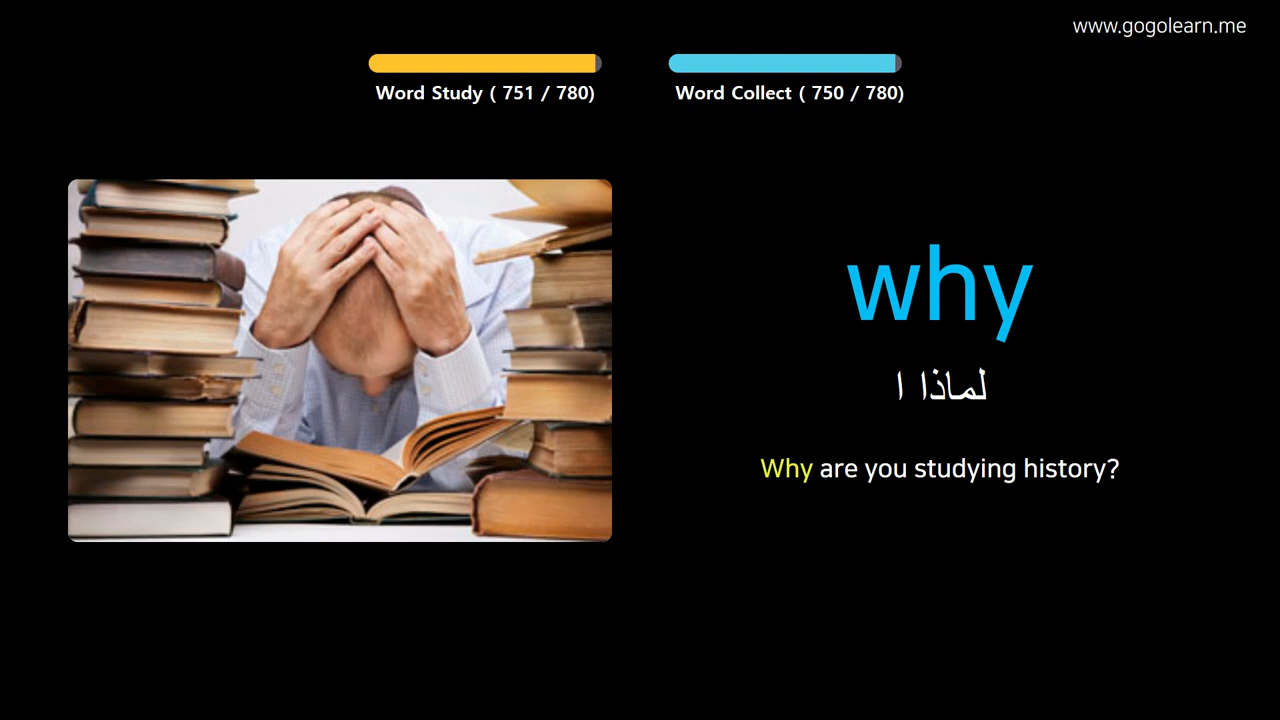 www.gogolearn.me
Word Study ( 751 / 780)
Word Collect ( 750 / 780)
why
لماذا ا
Why are you studying history?